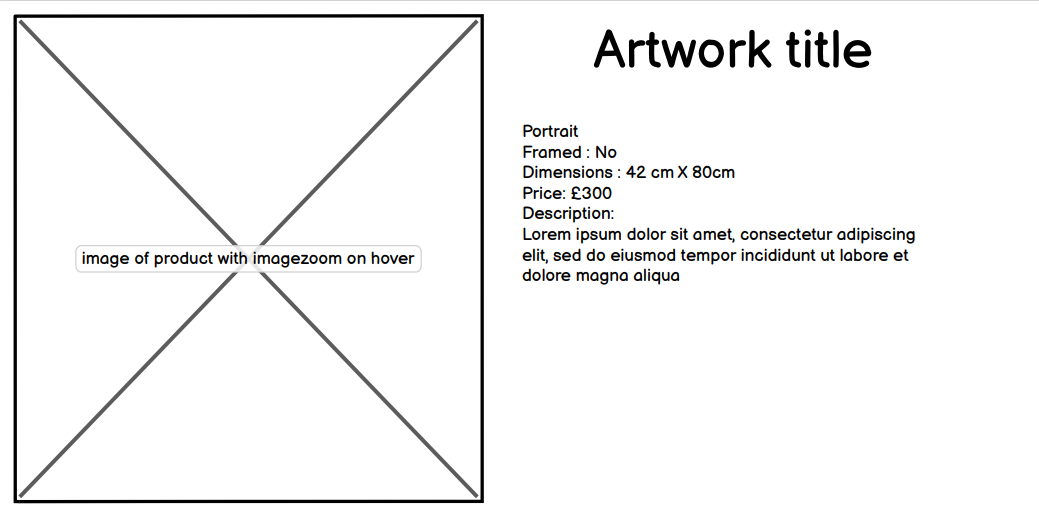 Artwork title
image of product with imagezoom on hover
Portrait
Framed : No
Dimensions : 42 cm X 80cm
Price: £300
Description:
Lorem ipsum dolor sit amet, consectetur adipiscing
elit, sed do eiusmod tempor incididunt ut labore et
dolore magna aliqua